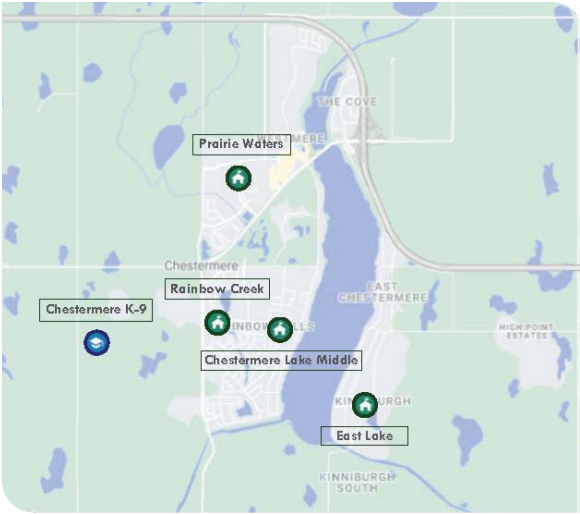 THE COVE
Prairie Waters
WESTMERE
Chestermere
Rainbow Creek
EAST
CHESTERMERE
Chestermere K-9
HIGH POINT
ESTATES
Chestermere Lake Middle
East Lake
KINNIBURGH
SOUTH